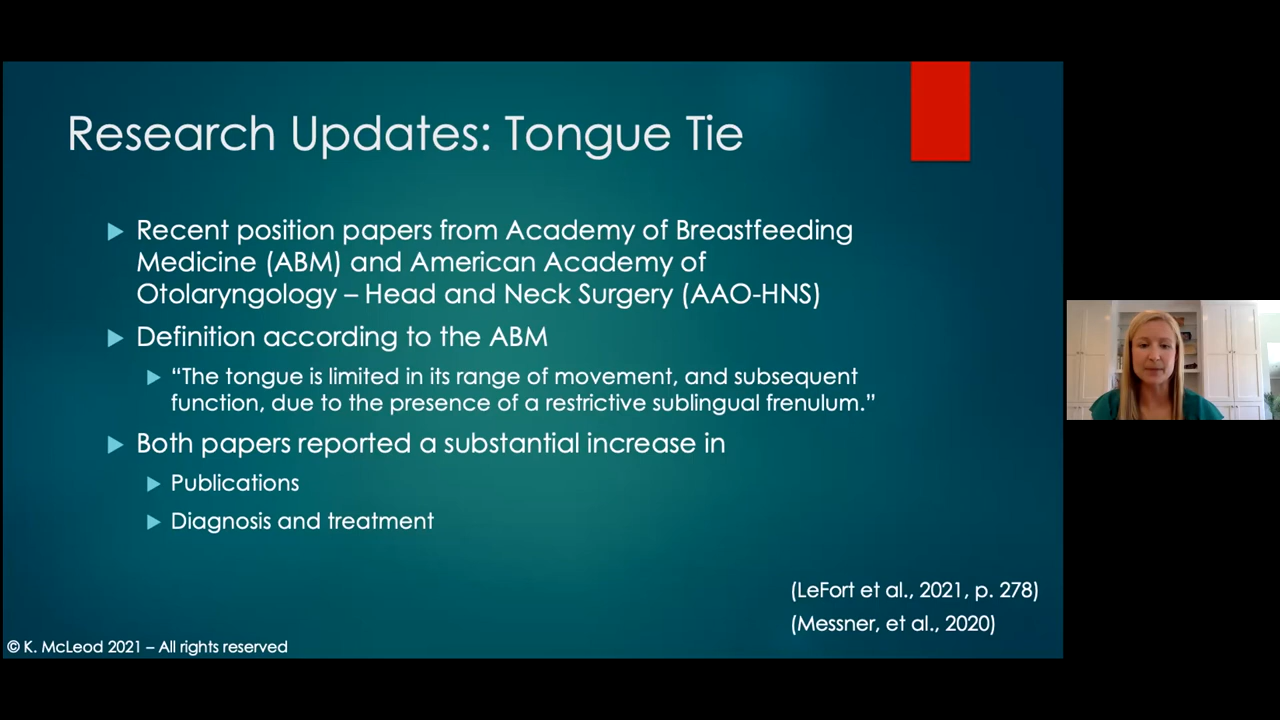 Research Updates: Tongue Tie
Recent position papers from Academy of Breastfeeding
Medicine (ABM) and American Academy of
Otolaryngology – Head and Neck Surgery (AAO-HNS)
Definition according to the ABM
“The tongue is limited in its range of movement, and subsequent
function, due to the presence of a restrictive sublingual frenulum.”
Both papers reported a substantial increase in
Publications
Diagnosis and treatment
(LeFort et al., 2021, p. 278)
(Messner, et al., 2020)
© K. McLeod 2021 – All rights reserved